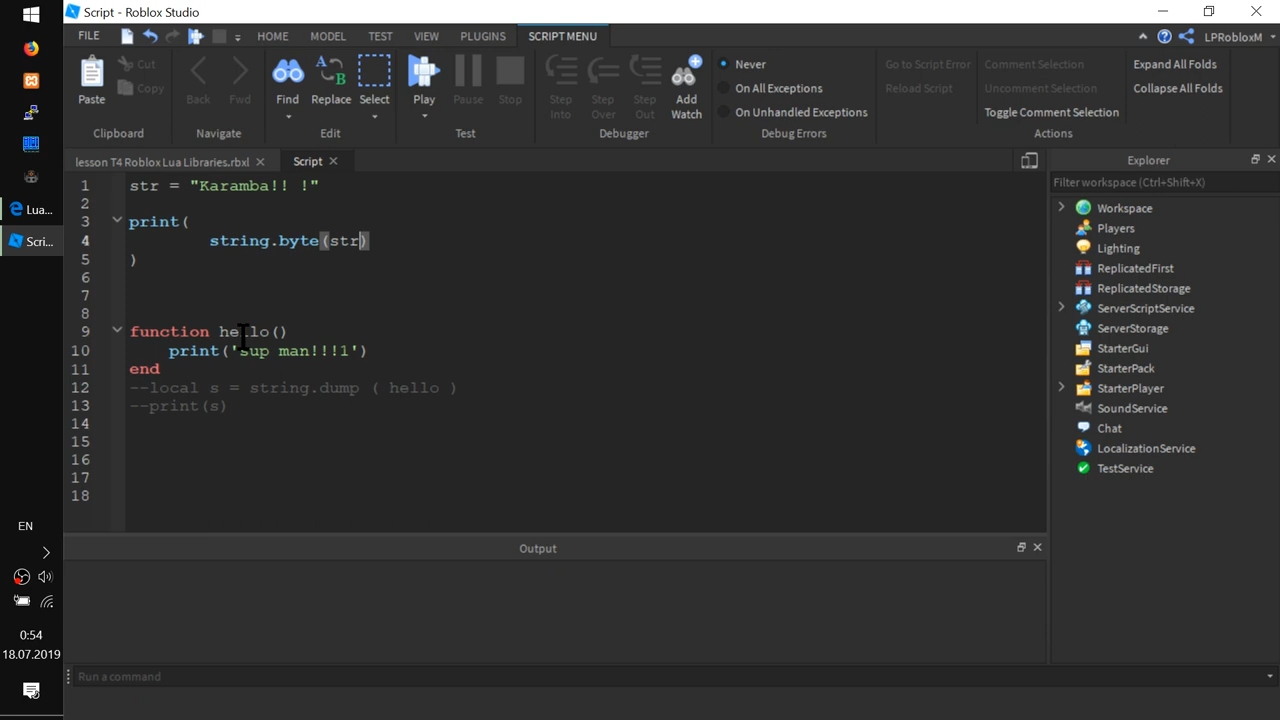 Script - Roblox Studio
FILE HOME MODEL TEST VIEW PLUGINS SCRIPT MENU LPRobloxM
Paste Cut Copy Clipboard
Back Fwd Navigate
Find Replace Select Edit
Play Pause Stop Test
Step Into Step Over Step Out Add Watch Debugger
Never
On All Exceptions
On Unhandled Exceptions
Debug Errors
Go to Script Error
Reload Script
Comment Selection
Uncomment Selection
Toggle Comment Selection
Expand All Folds
Collapse All Folds
Actions
lesson T4 Roblox Lua Libraries.rbxl
Script
1 str = "Karamba!! !"
2
3 print(
4 string.byte(str)
5 )
6
7
8
9 function hello()
10 print('sup man!!!1')
11 end
12 --local s = string.dump ( hello )
13 --print(s)
14
15
16
17
18
Output
Run a command
Explorer
Filter workspace (Ctrl+Shift+X)
Workspace
Players
Lighting
ReplicatedFirst
ReplicatedStorage
ServerScriptService
ServerStorage
StarterGui
StarterPack
StarterPlayer
SoundService
Chat
LocalizationService
TestService
Lua...
Scri...
EN
0:54
18.07.2019